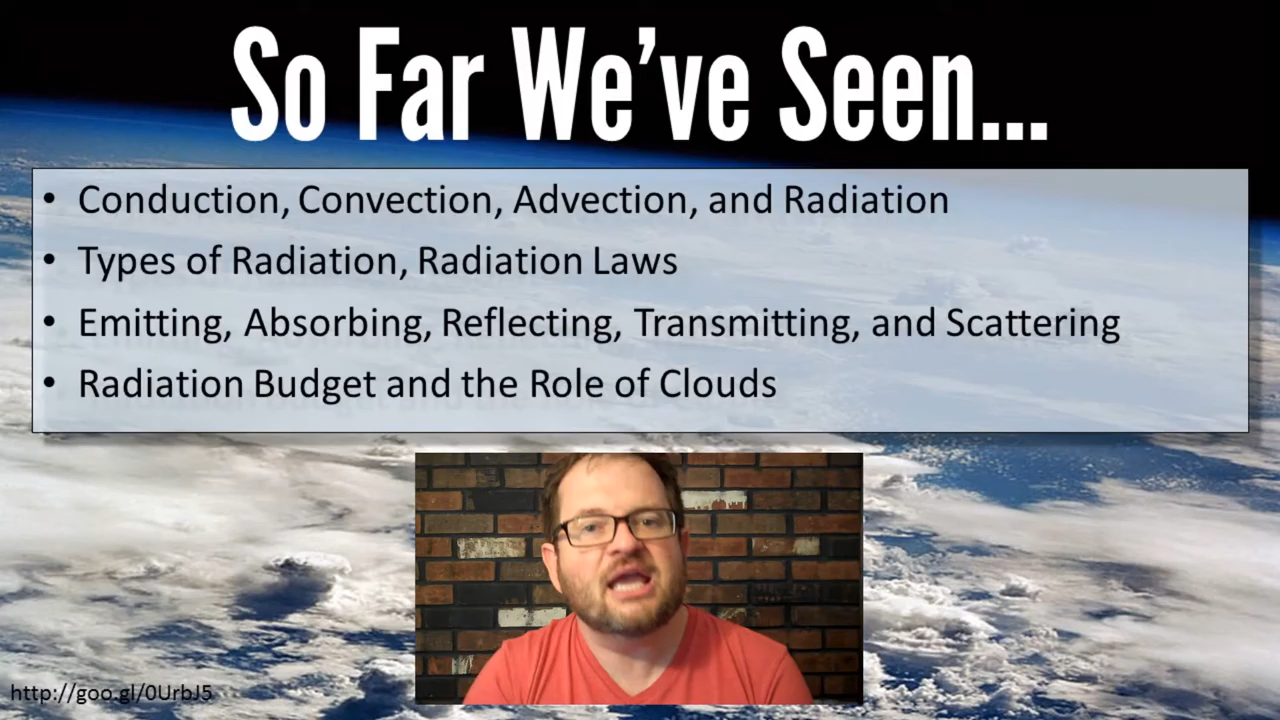 So Far We've Seen...
• Conduction, Convection, Advection, and Radiation
• Types of Radiation, Radiation Laws
• Emitting, Absorbing, Reflecting, Transmitting, and Scattering
• Radiation Budget and the Role of Clouds
http://goo.gl/0UrbJ5